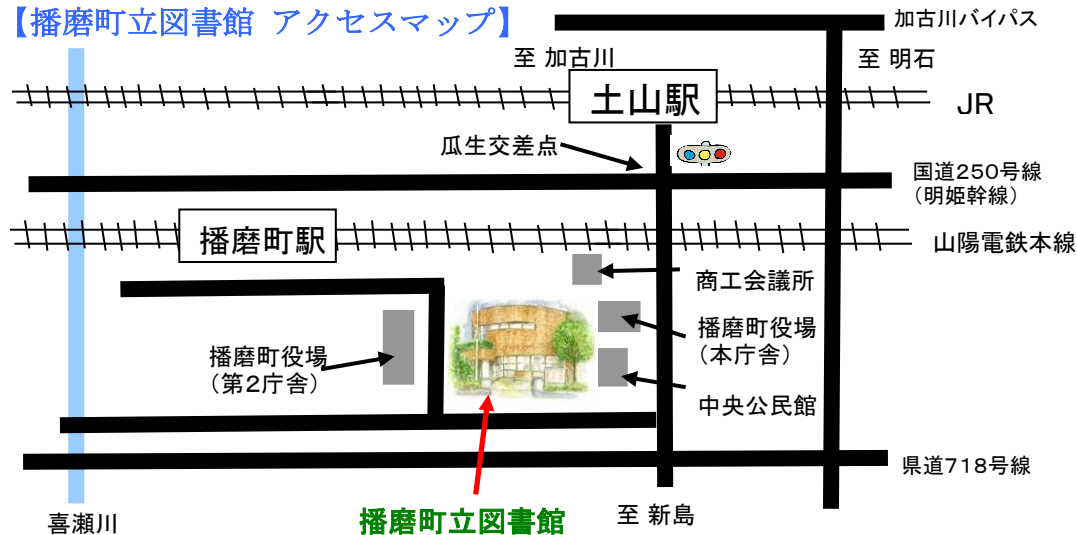 【播磨町立図書館 アクセスマップ】
加古川バイパス
至 加古川
至 明石
土山駅
JR
瓜生交差点
国道250号線
（明姫幹線）
播磨町駅
山陽電鉄本線
商工会議所
播磨町役場
（本庁舎）
播磨町役場
（第2庁舎）
中央公民館
県道718号線
喜瀬川
播磨町立図書館
至 新島